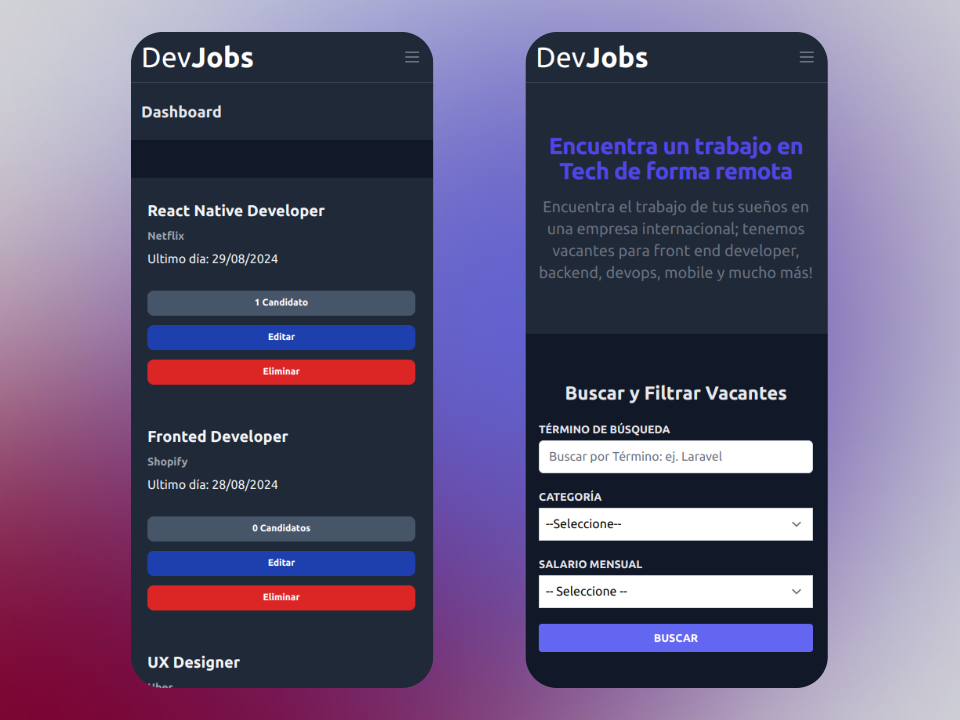 DevJobs
Dashboard
React Native Developer
Netflix
Ultimo día: 29/08/2024
1 Candidato
Editar
Eliminar
Fronted Developer
Shopify
Ultimo día: 28/08/2024
0 Candidatos
Editar
Eliminar
UX Designer
Uber
DevJobs
Encuentra un trabajo en
Tech de forma remota
Encuentra el trabajo de tus sueños en
una empresa internacional; tenemos
vacantes para front end developer,
backend, devops, mobile y mucho más!
Buscar y Filtrar Vacantes
TÉRMINO DE BÚSQUEDA
Buscar por Término: ej. Laravel
CATEGORÍA
--Seleccione--
SALARIO MENSUAL
-- Seleccione --
BUSCAR